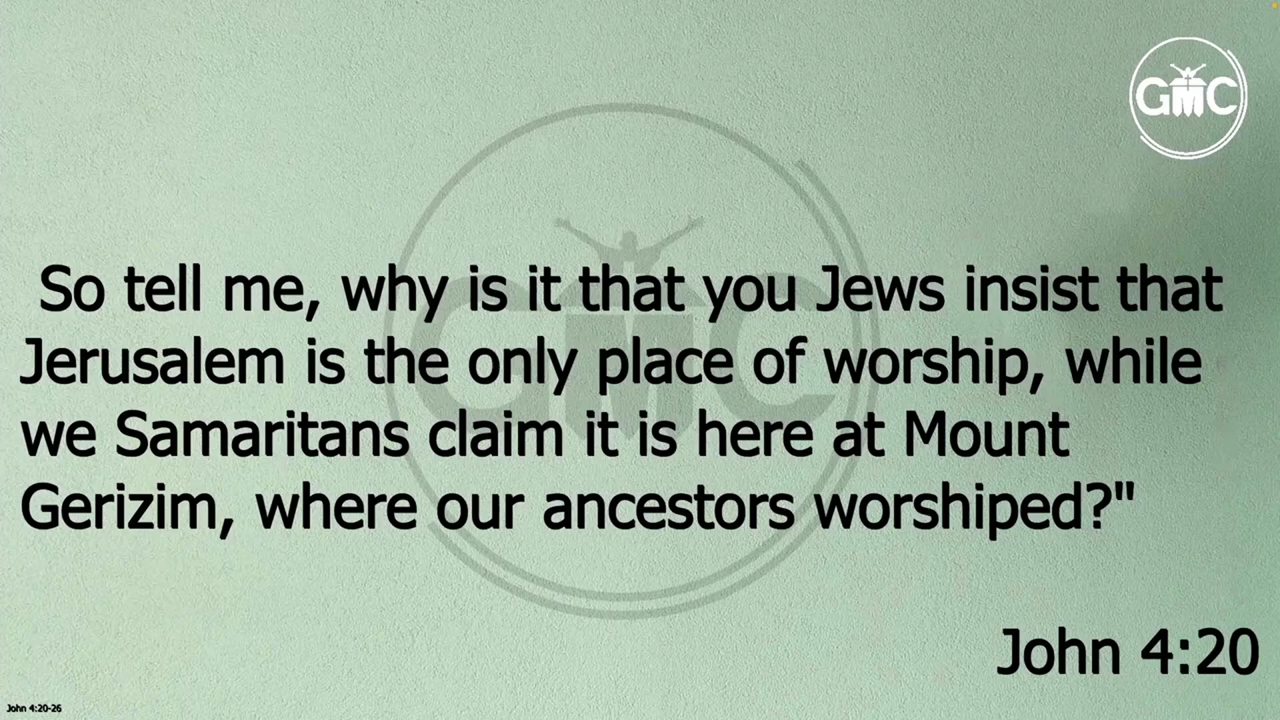 GMC
So tell me, why is it that you Jews insist that
Jerusalem is the only place of worship, while
we Samaritans claim it is here at Mount
Gerizim, where our ancestors worshiped?"
GMC
John 4:20
John 4:20-26